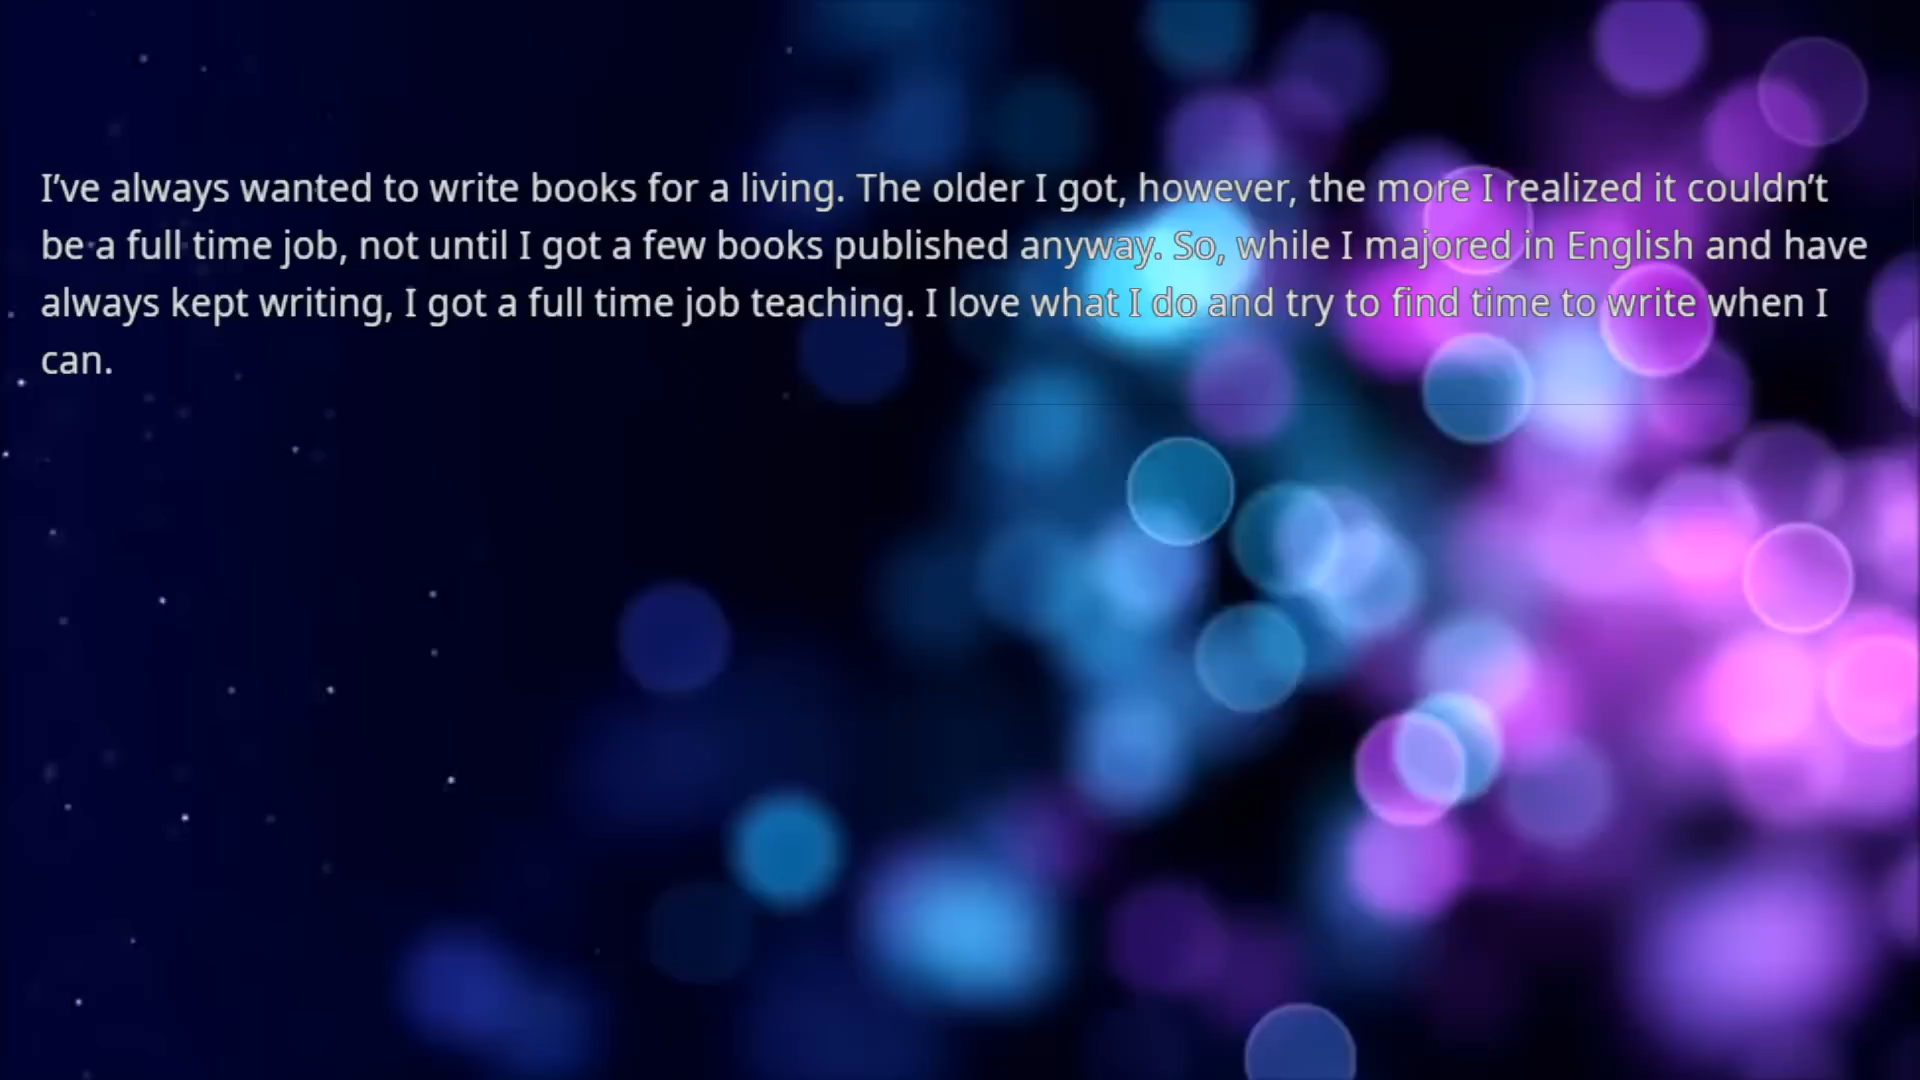 I’ve always wanted to write books for a living. The older I got, however, the more I realized it couldn’t
be a full time job, not until I got a few books published anyway. So, while I majored in English and have
always kept writing, I got a full time job teaching. I love what I do and try to find time to write when I
can.